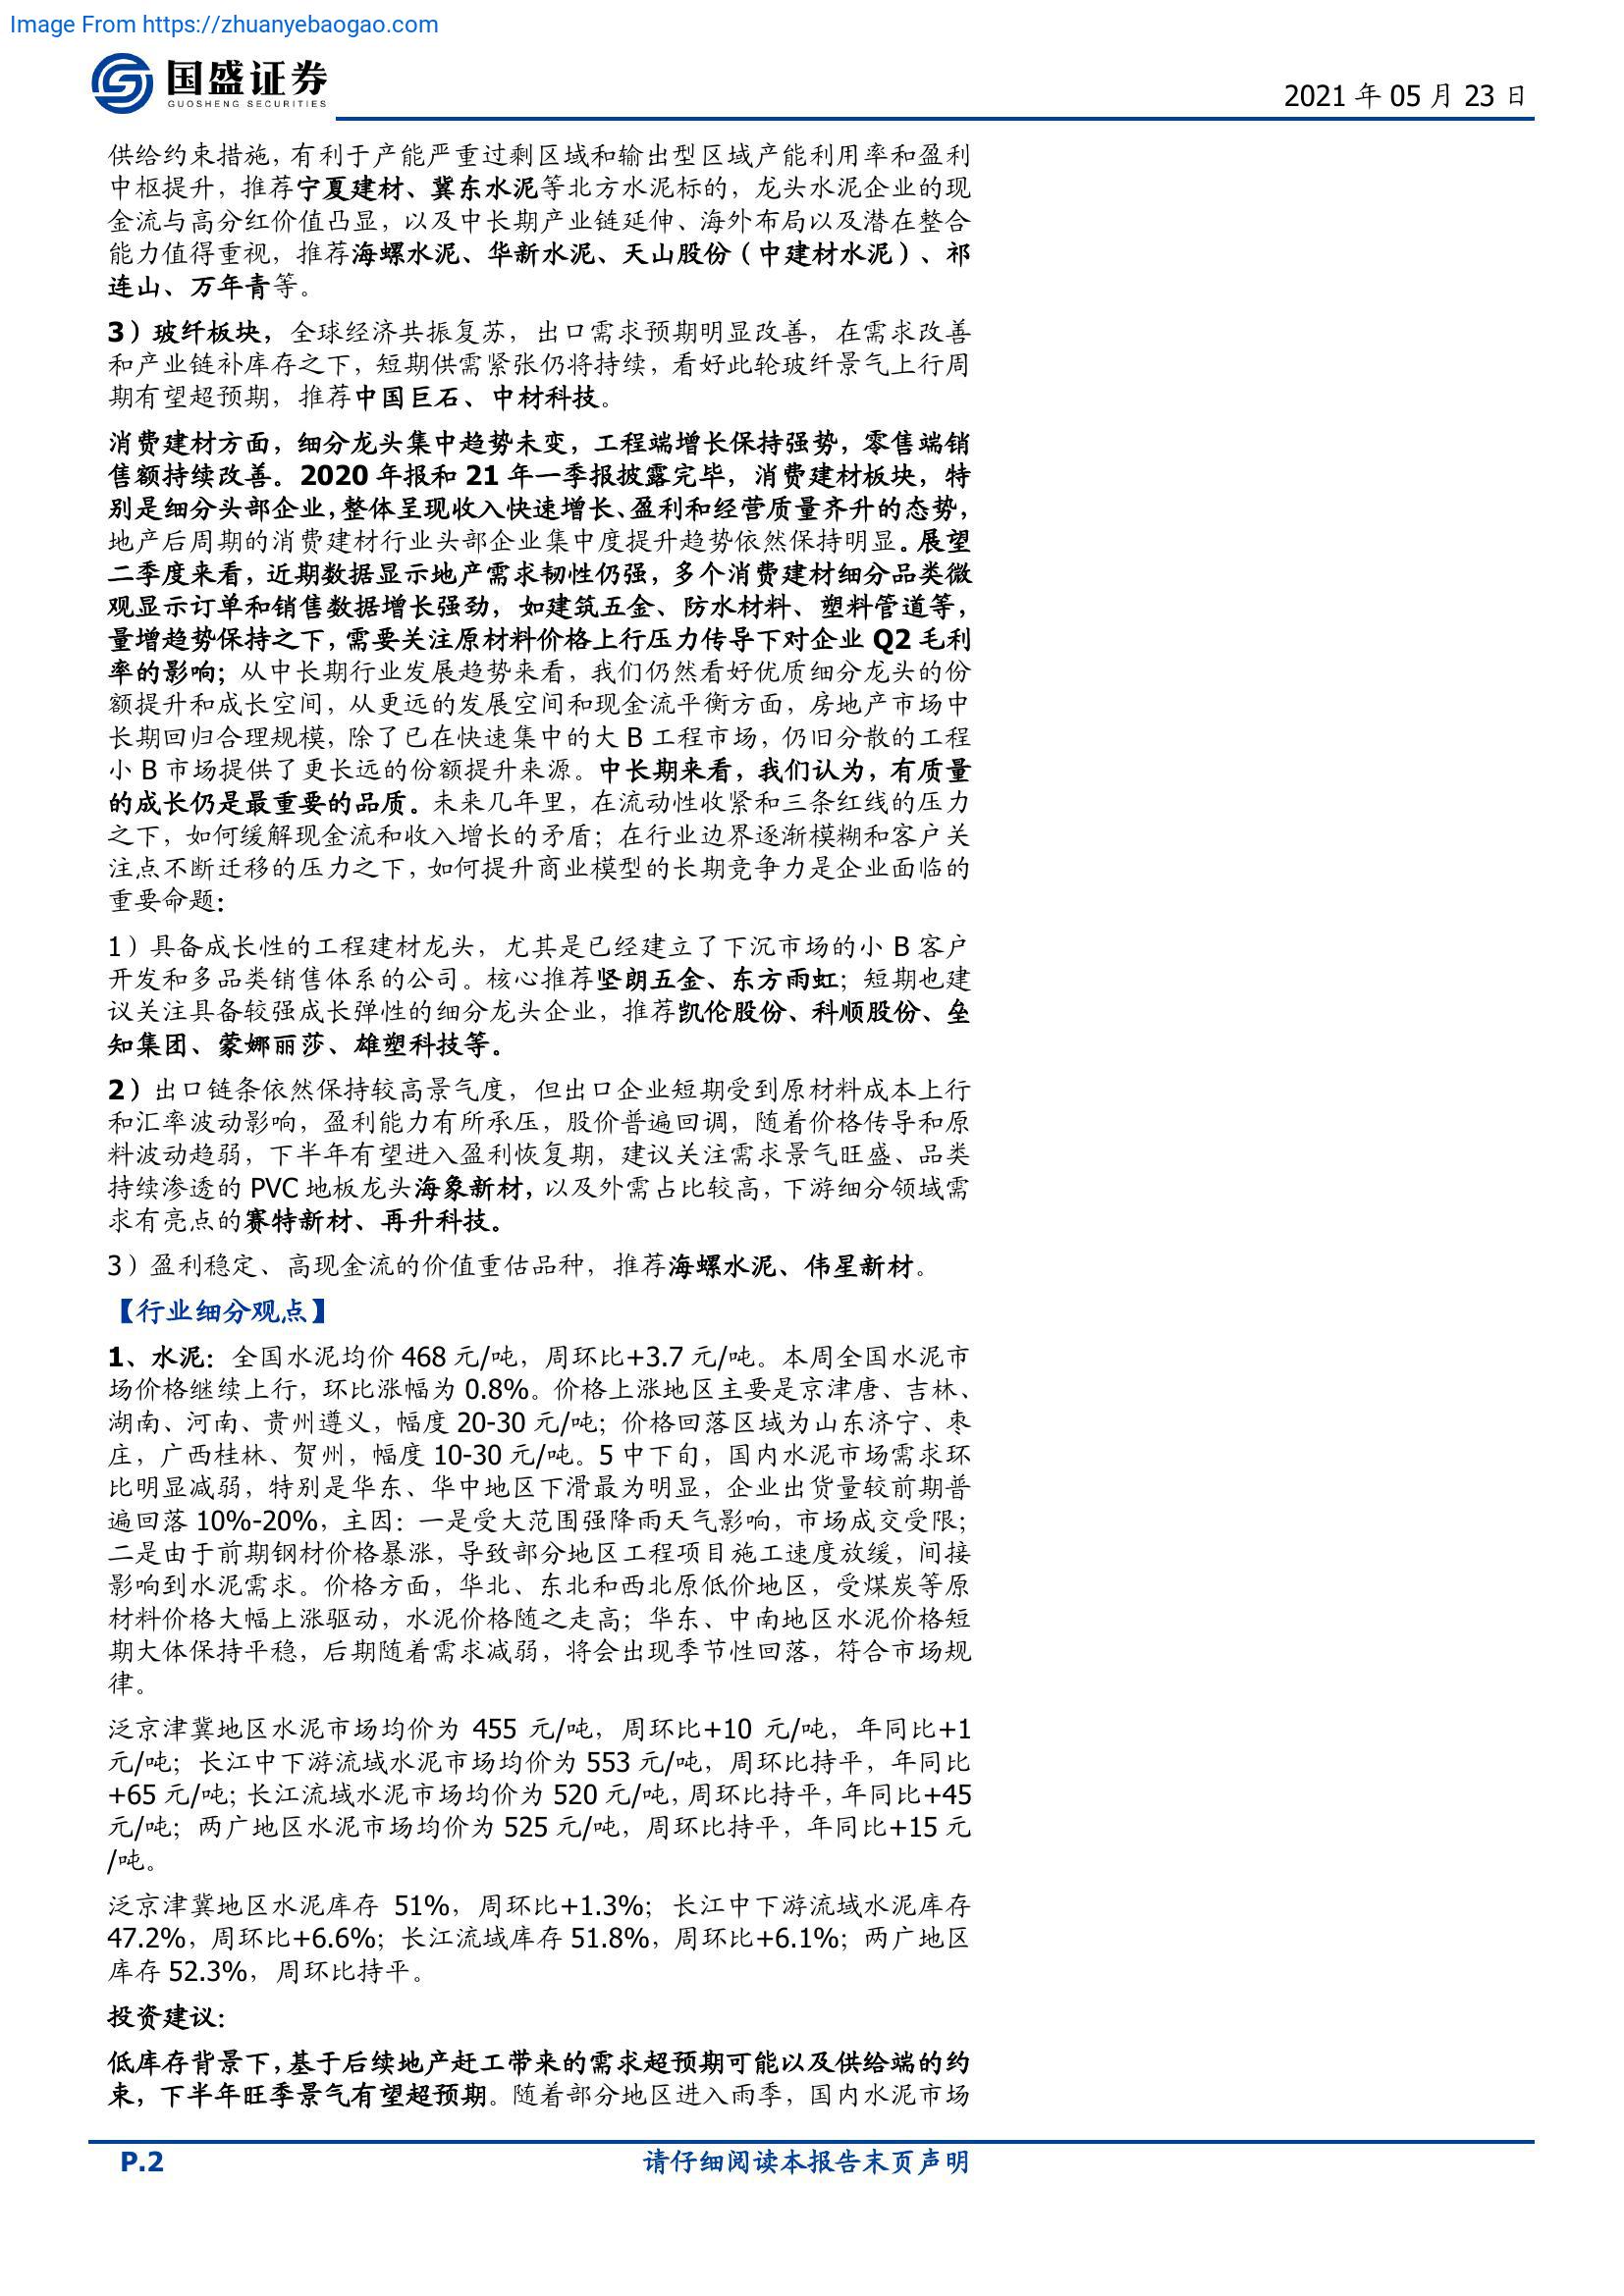 Image From https://zhuanyebaogao.com
国盛证券
GUOSHENG SECURITIES
2021 年 05 月 23 日
供给约束措施，有利于产能严重过剩区域和输出型区域产能利用率和盈利
中枢提升，推荐宁夏建材、冀东水泥等北方水泥标的，龙头水泥企业的现
金流与高分红价值凸显，以及中长期产业链延伸、海外布局以及潜在整合
能力值得重视，推荐海螺水泥、华新水泥、天山股份（中建材水泥）、祁
连山、万年青等。
3）玻纤板块，全球经济共振复苏，出口需求预期明显改善，在需求改善
和产业链补库存之下，短期供需紧张仍将持续，看好此轮玻纤景气上行周
期有望超预期，推荐中国巨石、中材科技。
消费建材方面，细分龙头集中趋势未变，工程端增长保持强势，零售端销
售额持续改善。2020 年报和 21 年一季报披露完毕，消费建材板块，特
别是细分头部企业，整体呈现收入快速增长、盈利和经营质量齐升的态势，
地产后周期的消费建材行业头部企业集中度提升趋势依然保持明显。展望
二季度来看，近期数据显示地产需求韧性仍强，多个消费建材细分品类微
观显示订单和销售数据增长强劲，如建筑五金、防水材料、塑料管道等，
量增趋势保持之下，需要关注原材料价格上行压力传导下对企业 Q2 毛利
率的影响；从中长期行业发展趋势来看，我们仍然看好优质细分龙头的份
额提升和成长空间，从更远的发展空间和现金流平衡方面，房地产市场中
长期回归合理规模，除了已在快速集中的大 B 工程市场，仍旧分散的工程
小 B 市场提供了更长远的份额提升来源。中长期来看，我们认为，有质量
的成长仍是最重要的品质。未来几年里，在流动性收紧和三条红线的压力
之下，如何缓解现金流和收入增长的矛盾；在行业边界逐渐模糊和客户关
注点不断迁移的压力之下，如何提升商业模型的长期竞争力是企业面临的
重要命题：
1）具备成长性的工程建材龙头，尤其是已经建立了下沉市场的小 B 客户
开发和多品类销售体系的公司。核心推荐坚朗五金、东方雨虹；短期也建
议关注具备较强成长弹性的细分龙头企业，推荐凯伦股份、科顺股份、垒
知集团、蒙娜丽莎、雄塑科技等。
2）出口链条依然保持较高景气度，但出口企业短期受到原材料成本上行
和汇率波动影响，盈利能力有所承压，股价普遍回调，随着价格传导和原
料波动趋弱，下半年有望进入盈利恢复期，建议关注需求景气旺盛、品类
持续渗透的 PVC 地板龙头海象新材，以及外需占比较高，下游细分领域需
求有亮点的赛特新材、再升科技。
3）盈利稳定、高现金流的价值重估品种，推荐海螺水泥、伟星新材。
【行业细分观点】
1、水泥：全国水泥均价 468 元/吨，周环比+3.7 元/吨。本周全国水泥市
场价格继续上行，环比涨幅为 0.8%。价格上涨地区主要是京津唐、吉林、
湖南、河南、贵州遵义，幅度 20-30 元/吨；价格回落区域为山东济宁、枣
庄，广西桂林、贺州，幅度 10-30 元/吨。5 中下旬，国内水泥市场需求环
比明显减弱，特别是华东、华中地区下滑最为明显，企业出货量较前期普
遍回落 10%-20%，主因：一是受大范围强降雨天气影响，市场成交受限；
二是由于前期钢材价格暴涨，导致部分地区工程项目施工速度放缓，间接
影响到水泥需求。价格方面，华北、东北和西北原低价地区，受煤炭等原
材料价格大幅上涨驱动，水泥价格随之走高；华东、中南地区水泥价格短
期大体保持平稳，后期随着需求减弱，将会出现季节性回落，符合市场规
律。
泛京津冀地区水泥市场均价为 455 元/吨，周环比+10 元/吨，年同比+1
元/吨；长江中下游流域水泥市场均价为 553 元/吨，周环比持平，年同比
+65 元/吨；长江流域水泥市场均价为 520 元/吨，周环比持平，年同比+45
元/吨；两广地区水泥市场均价为 525 元/吨，周环比持平，年同比+15 元
/吨。
泛京津冀地区水泥库存 51%，周环比+1.3%；长江中下游流域水泥库存
47.2%，周环比+6.6%；长江流域库存 51.8%，周环比+6.1%；两广地区
库存 52.3%，周环比持平。
投资建议：
低库存背景下，基于后续地产赶工带来的需求超预期可能以及供给端的约
束，下半年旺季景气有望超预期。随着部分地区进入雨季，国内水泥市场
P.2
请仔细阅读本报告末页声明